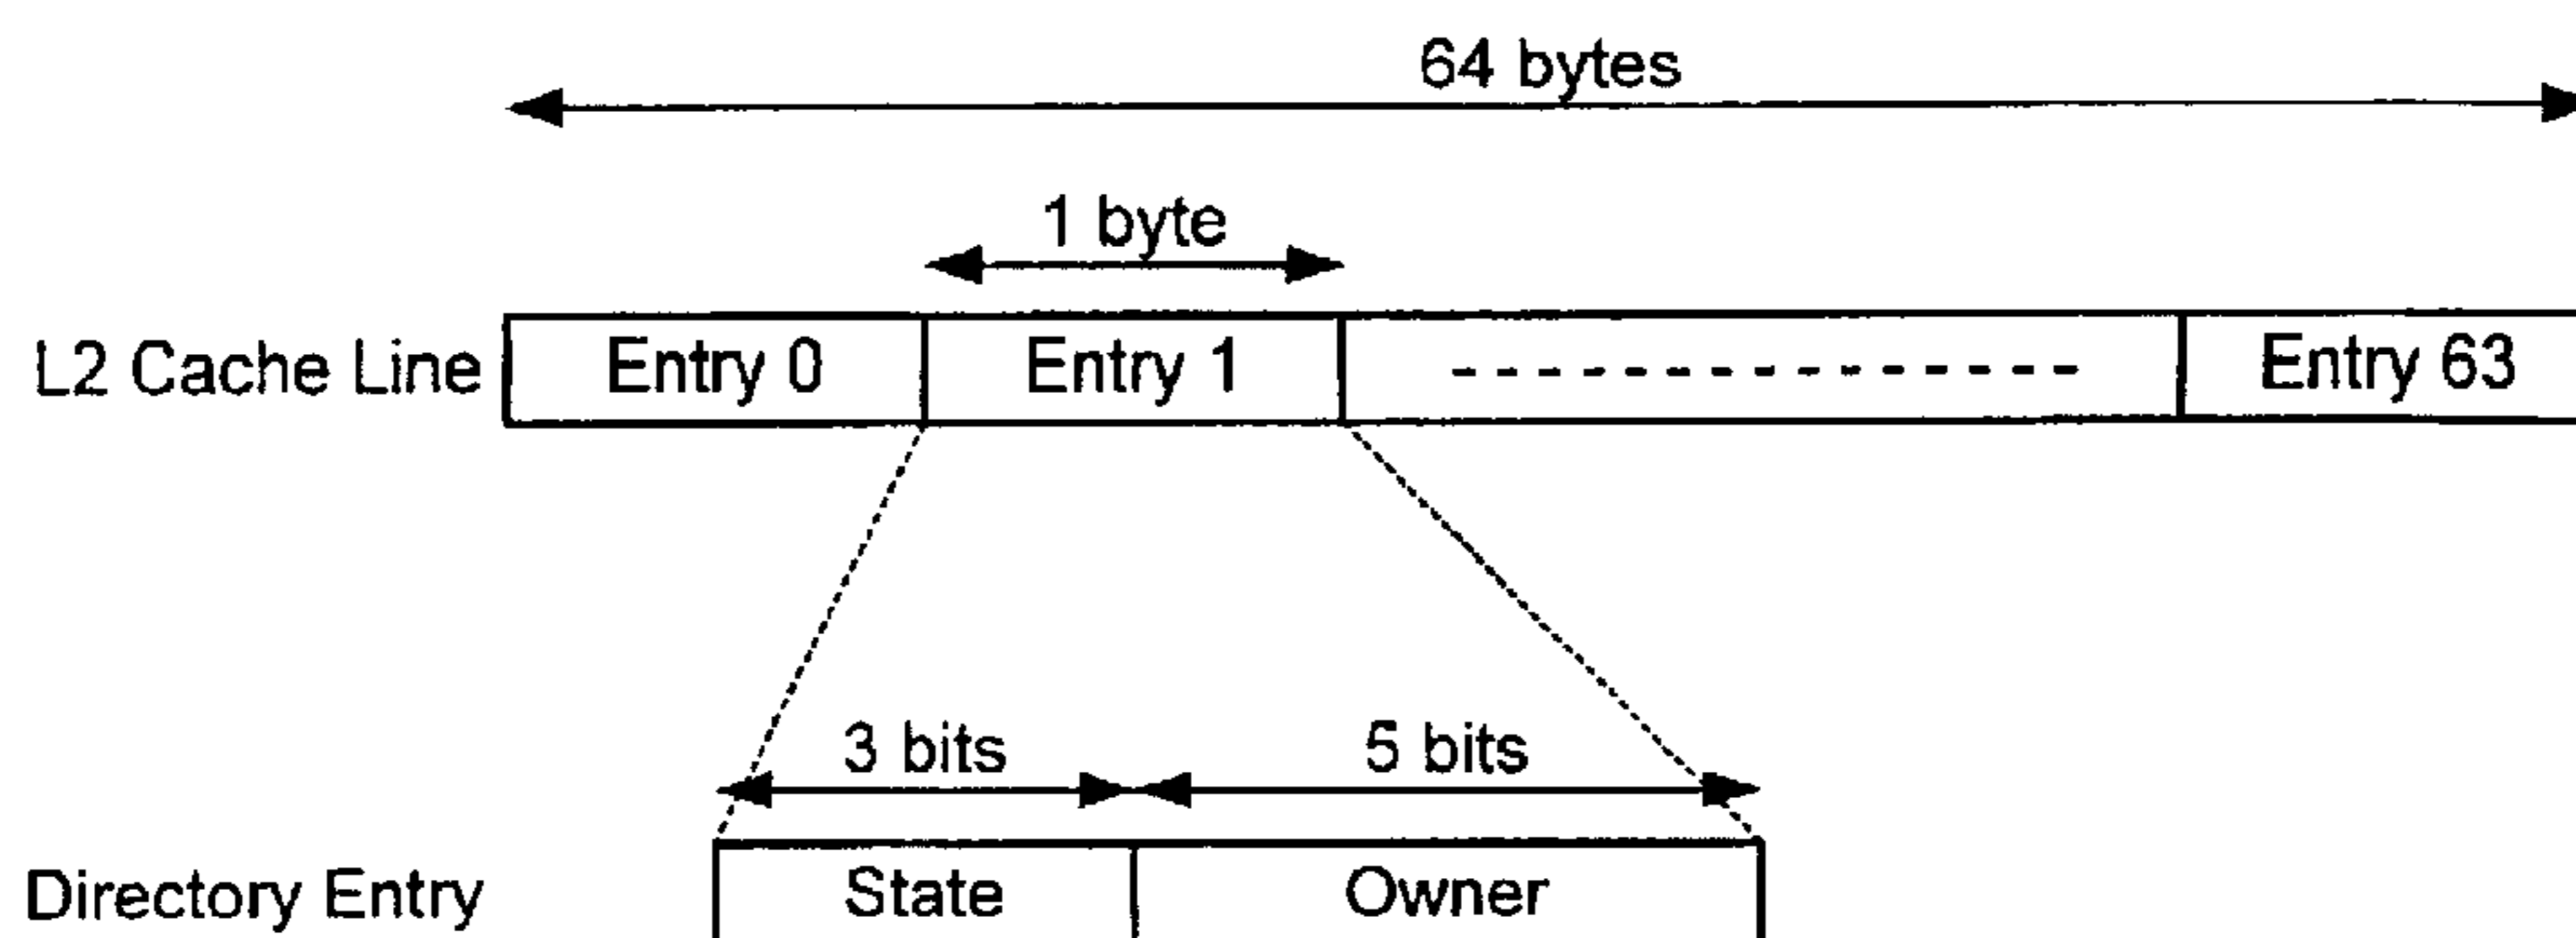 64 bytes
1 byte
L2 Cache Line Entry 0 Entry 1 Entry 63
3 bits 5 bits
Directory Entry State Owner